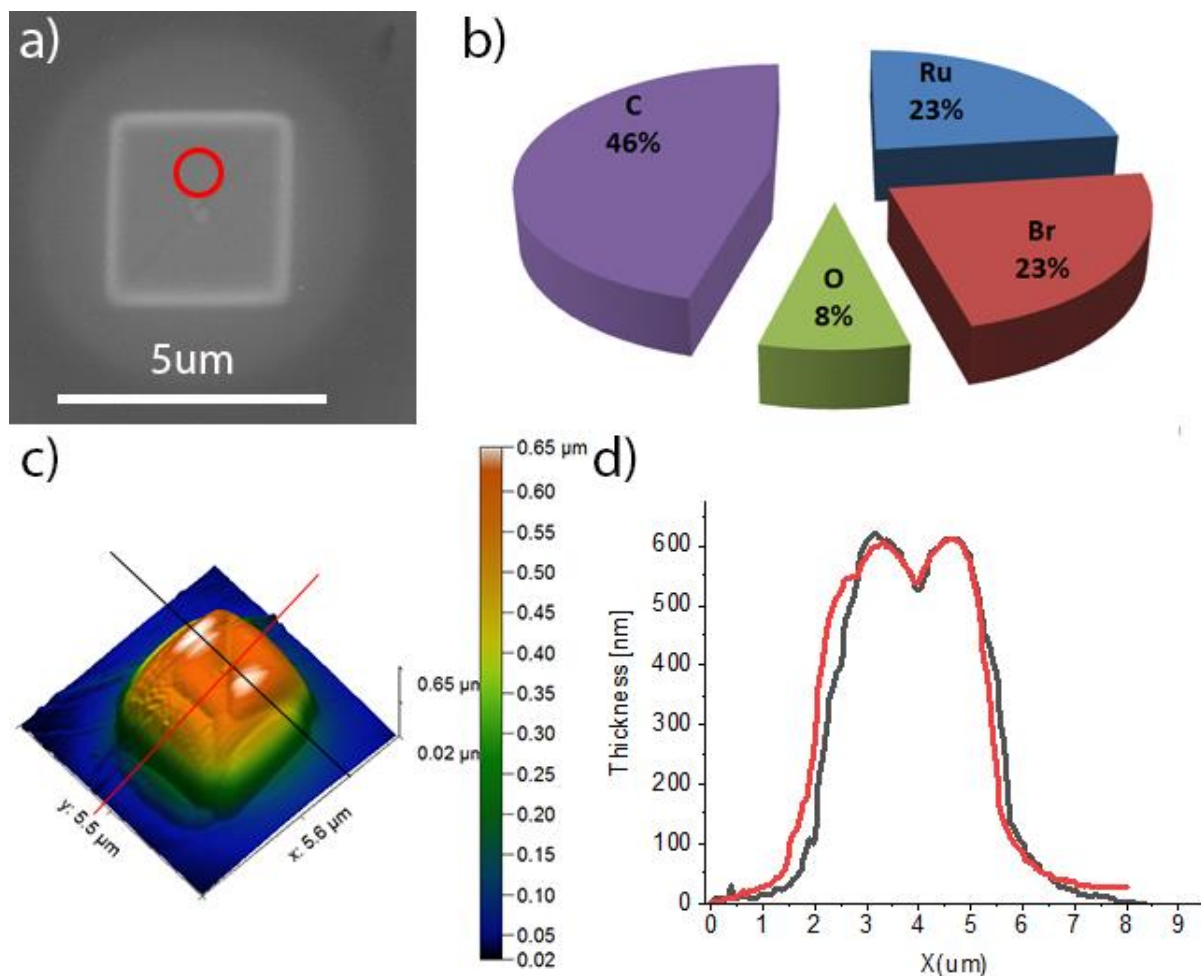 a)
5um
b)
C
46%
Ru
23%
Br
23%
O
8%
c)
0.65 µm
0.60
0.55
0.50
0.45
0.40
0.35
0.30
0.25
0.20
0.15
0.10
0.05
0.02
0.65 µm
0.02 µm
y: 5.5 µm
x: 5.6 µm
d)
Thickness [nm]
600
500
400
300
200
100
0
0 1 2 3 4 5 6 7 8 9
X(um)